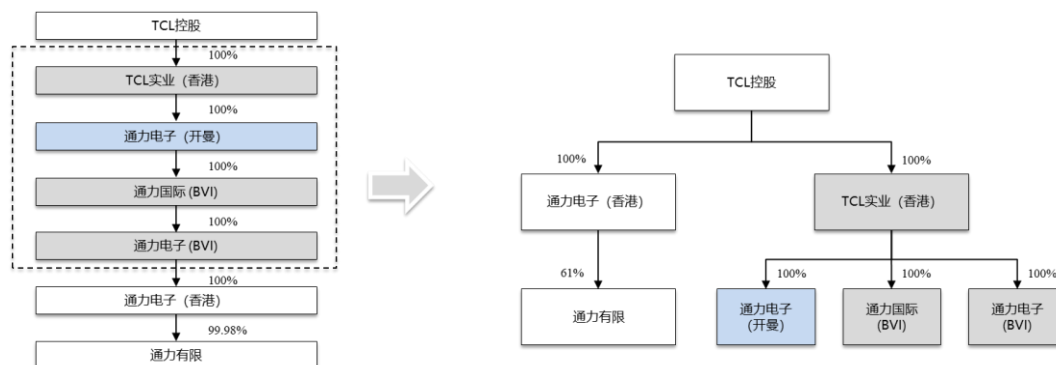 TCL控股
100%
TCL实业（香港）
100%
通力电子（开曼）
100%
通力国际(BVI)
100%
通力电子(BVI)
100%
通力电子（香港）
99.98%
通力有限
TCL控股
100%
100%
通力电子（香港）
TCL实业（香港）
61%
100%
100%
100%
通力有限
通力电子
（开曼）
通力国际
(BVI)
通力电子
(BVI)